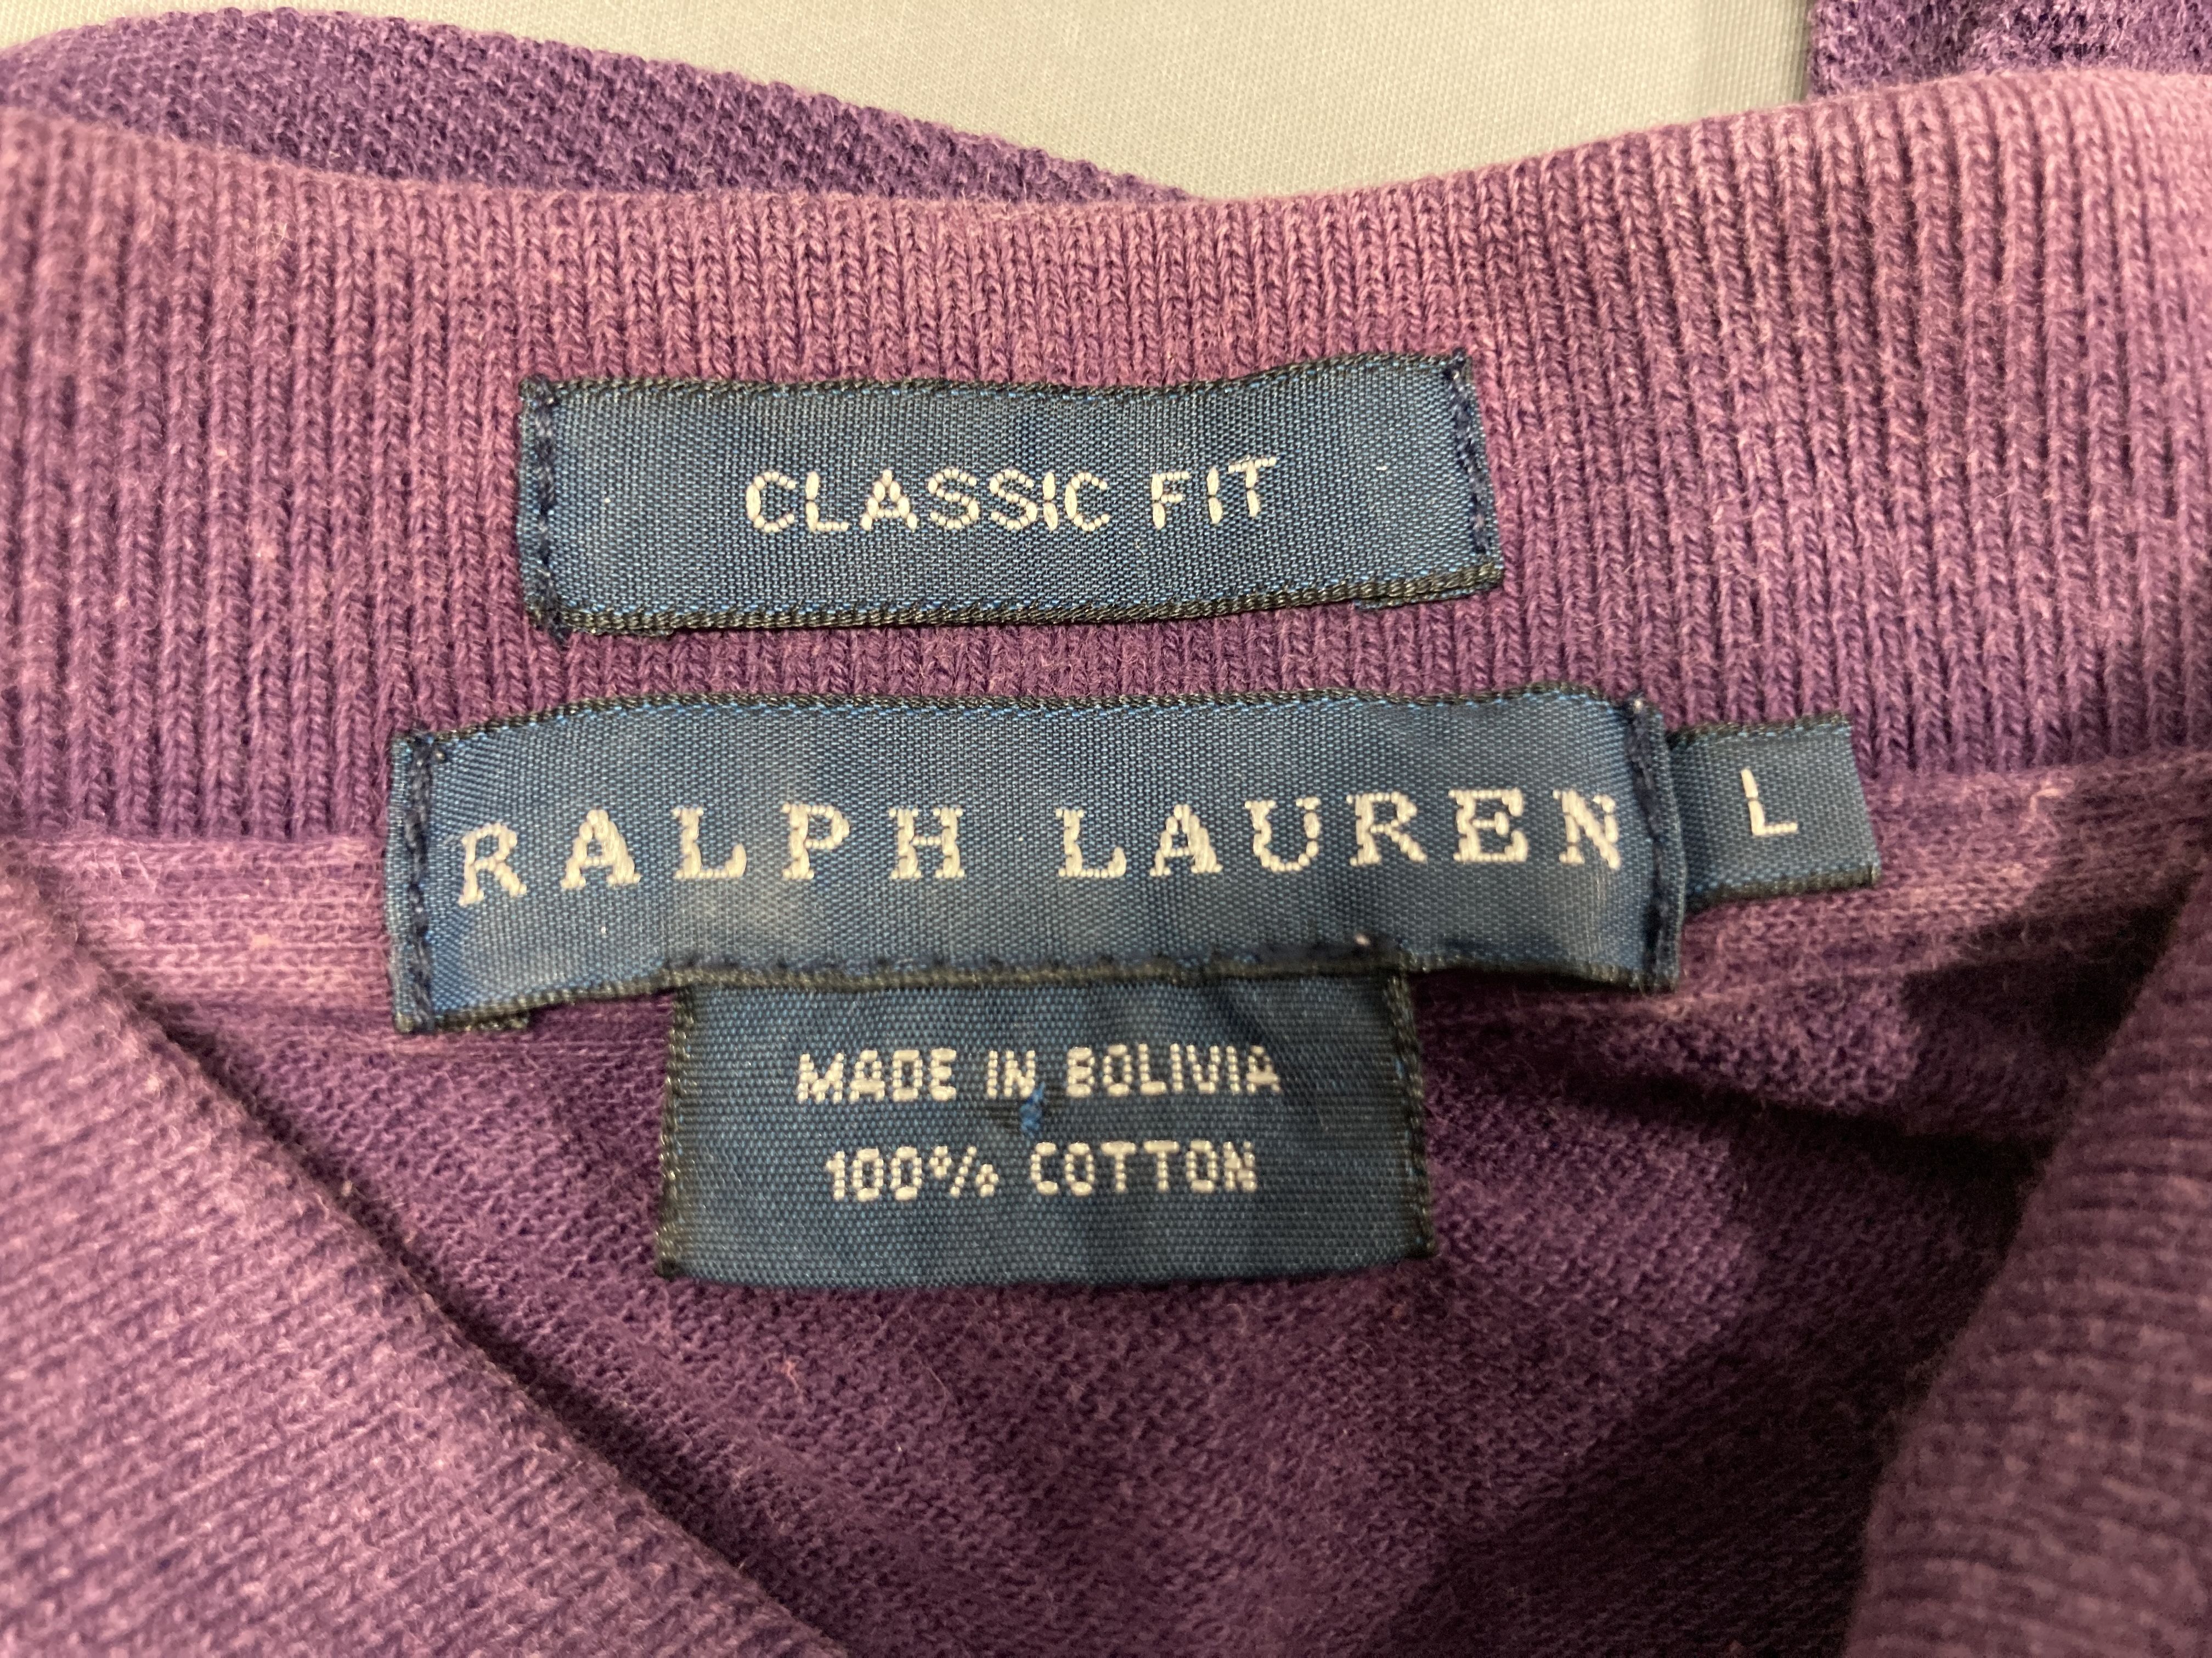 CLASSIC FIT
RALPH LAUREN
L
MADE IN BOLIVIA
100% COTTON